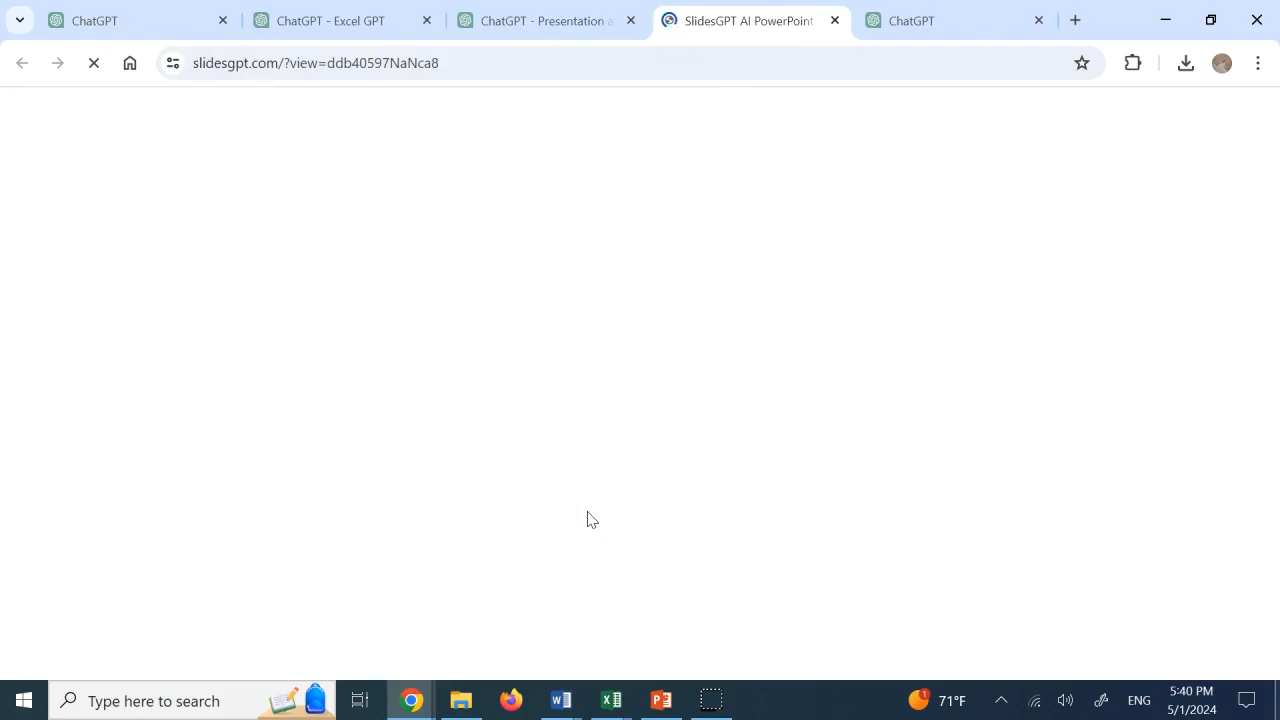 ChatGPT
ChatGPT - Excel GPT
ChatGPT - Presentation a
SlidesGPT AI PowerPoint
ChatGPT
slidesgpt.com/?view=ddb40597NaNca8
Type here to search
1
71°F
ENG
5:40 PM
5/1/2024